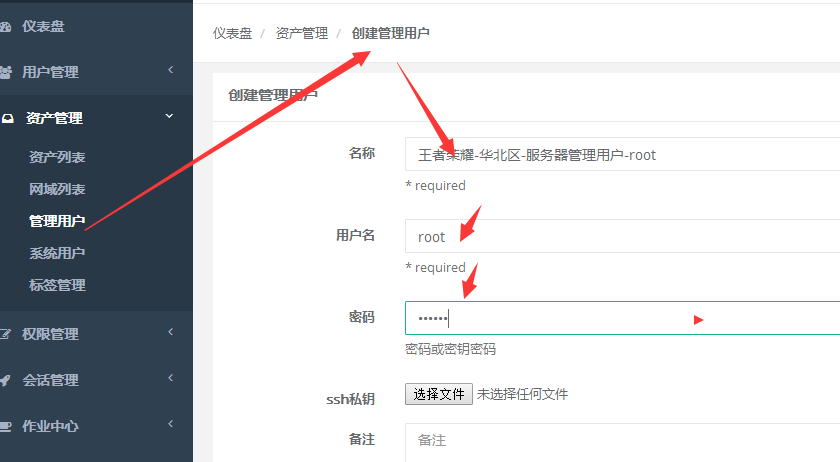 仪表盘
用户管理
资产管理
资产列表
网域列表
管理用户
系统用户
标签管理
权限管理
会话管理
作业中心
仪表盘 / 资产管理 / 创建管理用户
创建管理用户
名称
王者荣耀-华北区-服务器管理用户-root
* required
用户名
root
* required
密码
••••••
密码或密钥密码
ssh私钥
选择文件 未选择任何文件
备注
备注